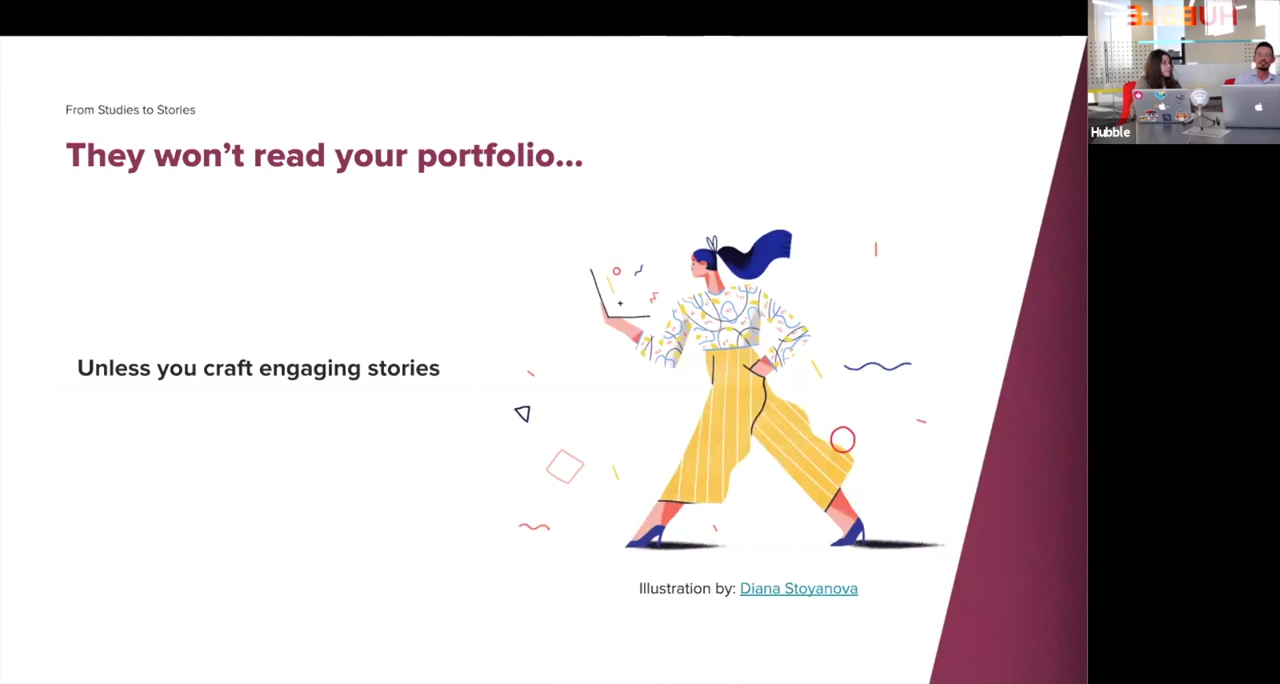 From Studies to Stories
They won’t read your portfolio...
Unless you craft engaging stories
Illustration by: Diana Stoyanova
HUBBLE
Hubble